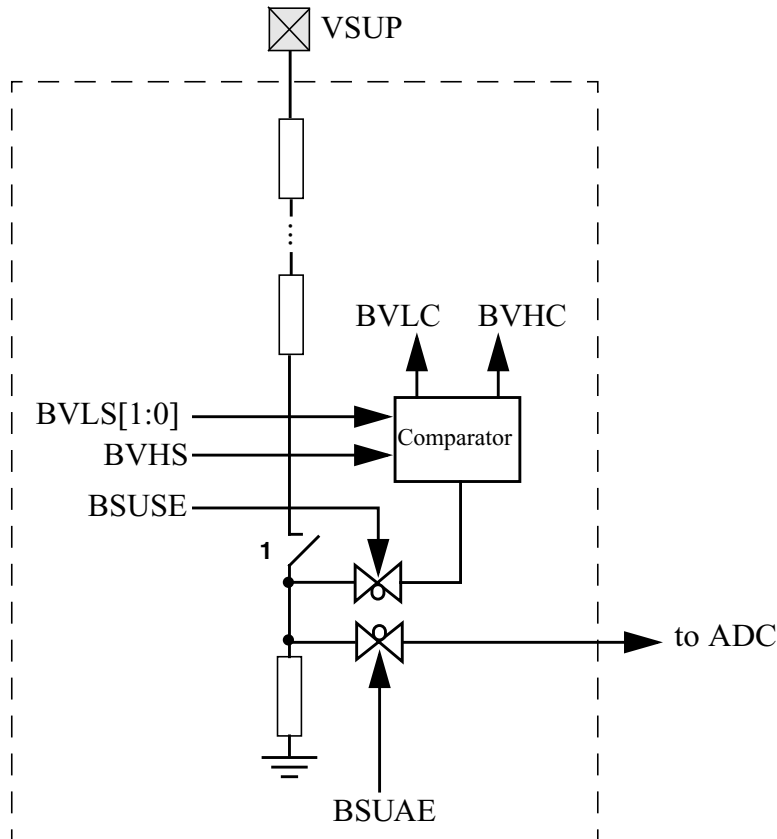 VSUP
BVLC BVHC
BVLS[1:0]
Comparator
BVHS
BSUSE
1
to ADC
BSUAE